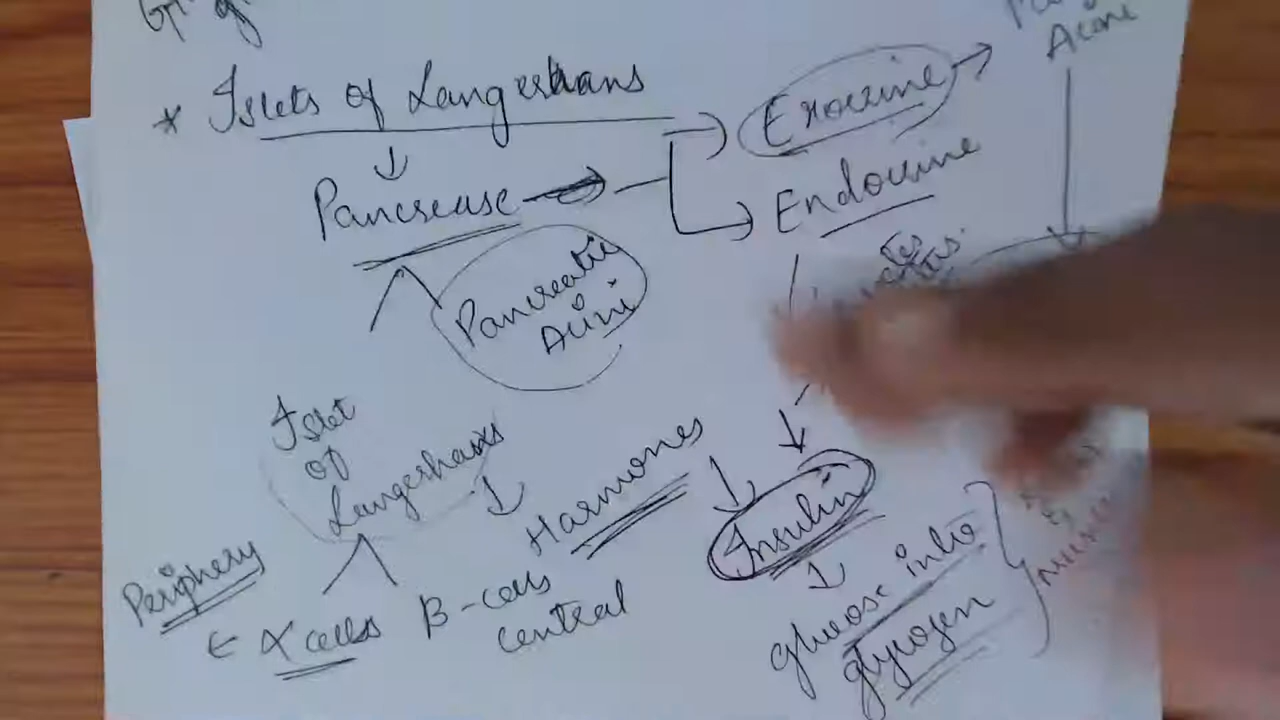 * Islets of Langerhans
Exocrine
Acini
Pancrease
Endocrine
Pancreatic
Acini
Islet
of
Langerhans
Harmones
Insulin
Periphery
α cells
B-cells
central
glucose into
glycogen